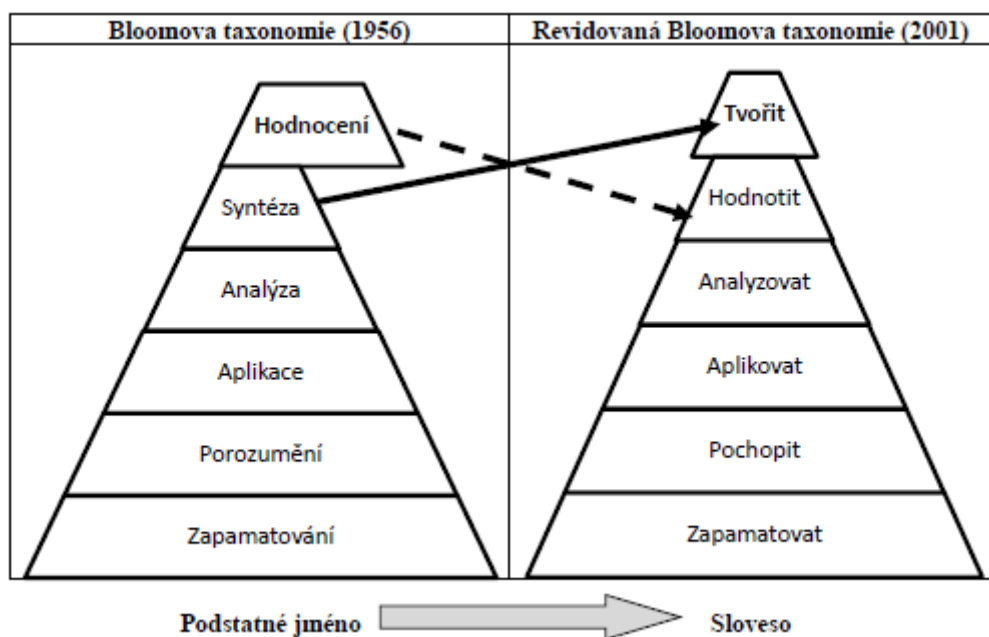 Bloomova taxonomie (1956)
Revidovaná Bloomova taxonomie (2001)
Hodnocení
Syntéza
Analýza
Aplikace
Porozumění
Zapamatování
Tvořit
Hodnotit
Analyzovat
Aplikovat
Pochopit
Zapamatovat
Podstatné jméno
Sloveso